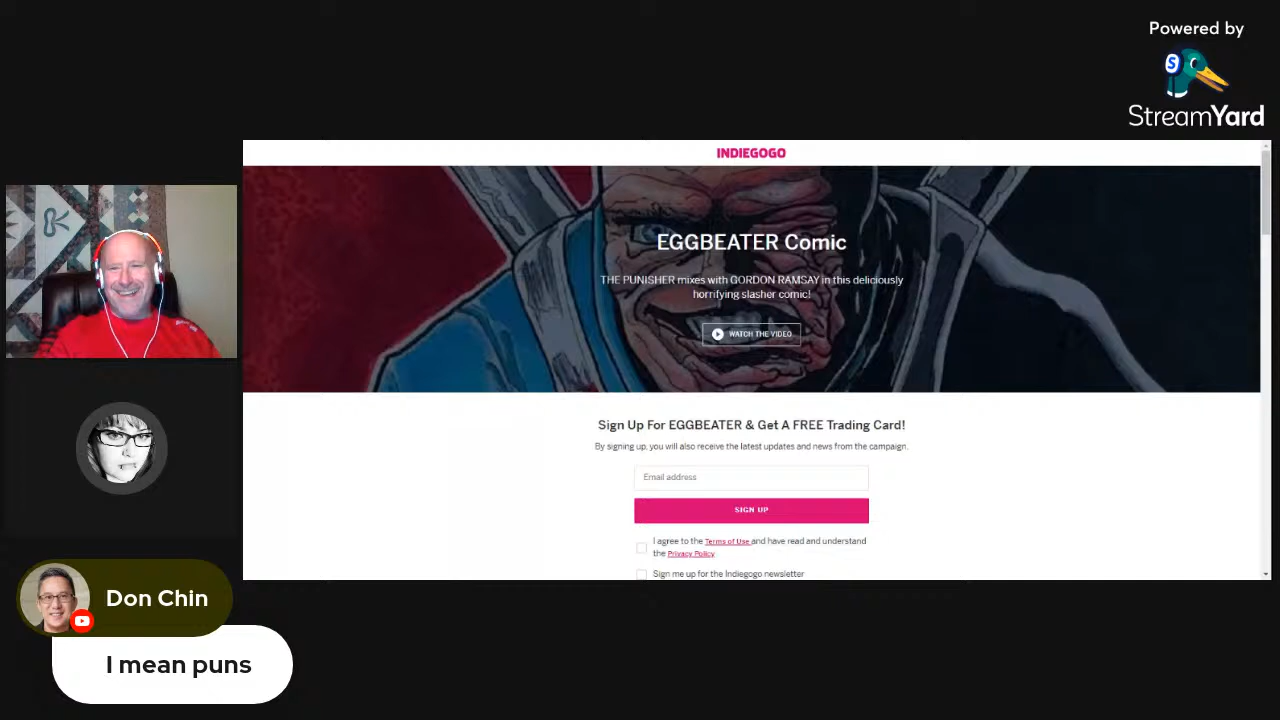 Powered by
S
StreamYard
INDIEGOGO
EGGBEATER Comic
THE PUNISHER mixes with GORDON RAMSAY in this deliciously
horrifying slasher comic!
WATCH THE VIDEO
Sign Up For EGGBEATER & Get A FREE Trading Card!
By signing up, you will also receive the latest updates and news from the campaign.
Email address
SIGN UP
I agree to the Terms of Use and have read and understand
the Privacy Policy
Sign me up for the Indiegogo newsletter
Don Chin
I mean puns